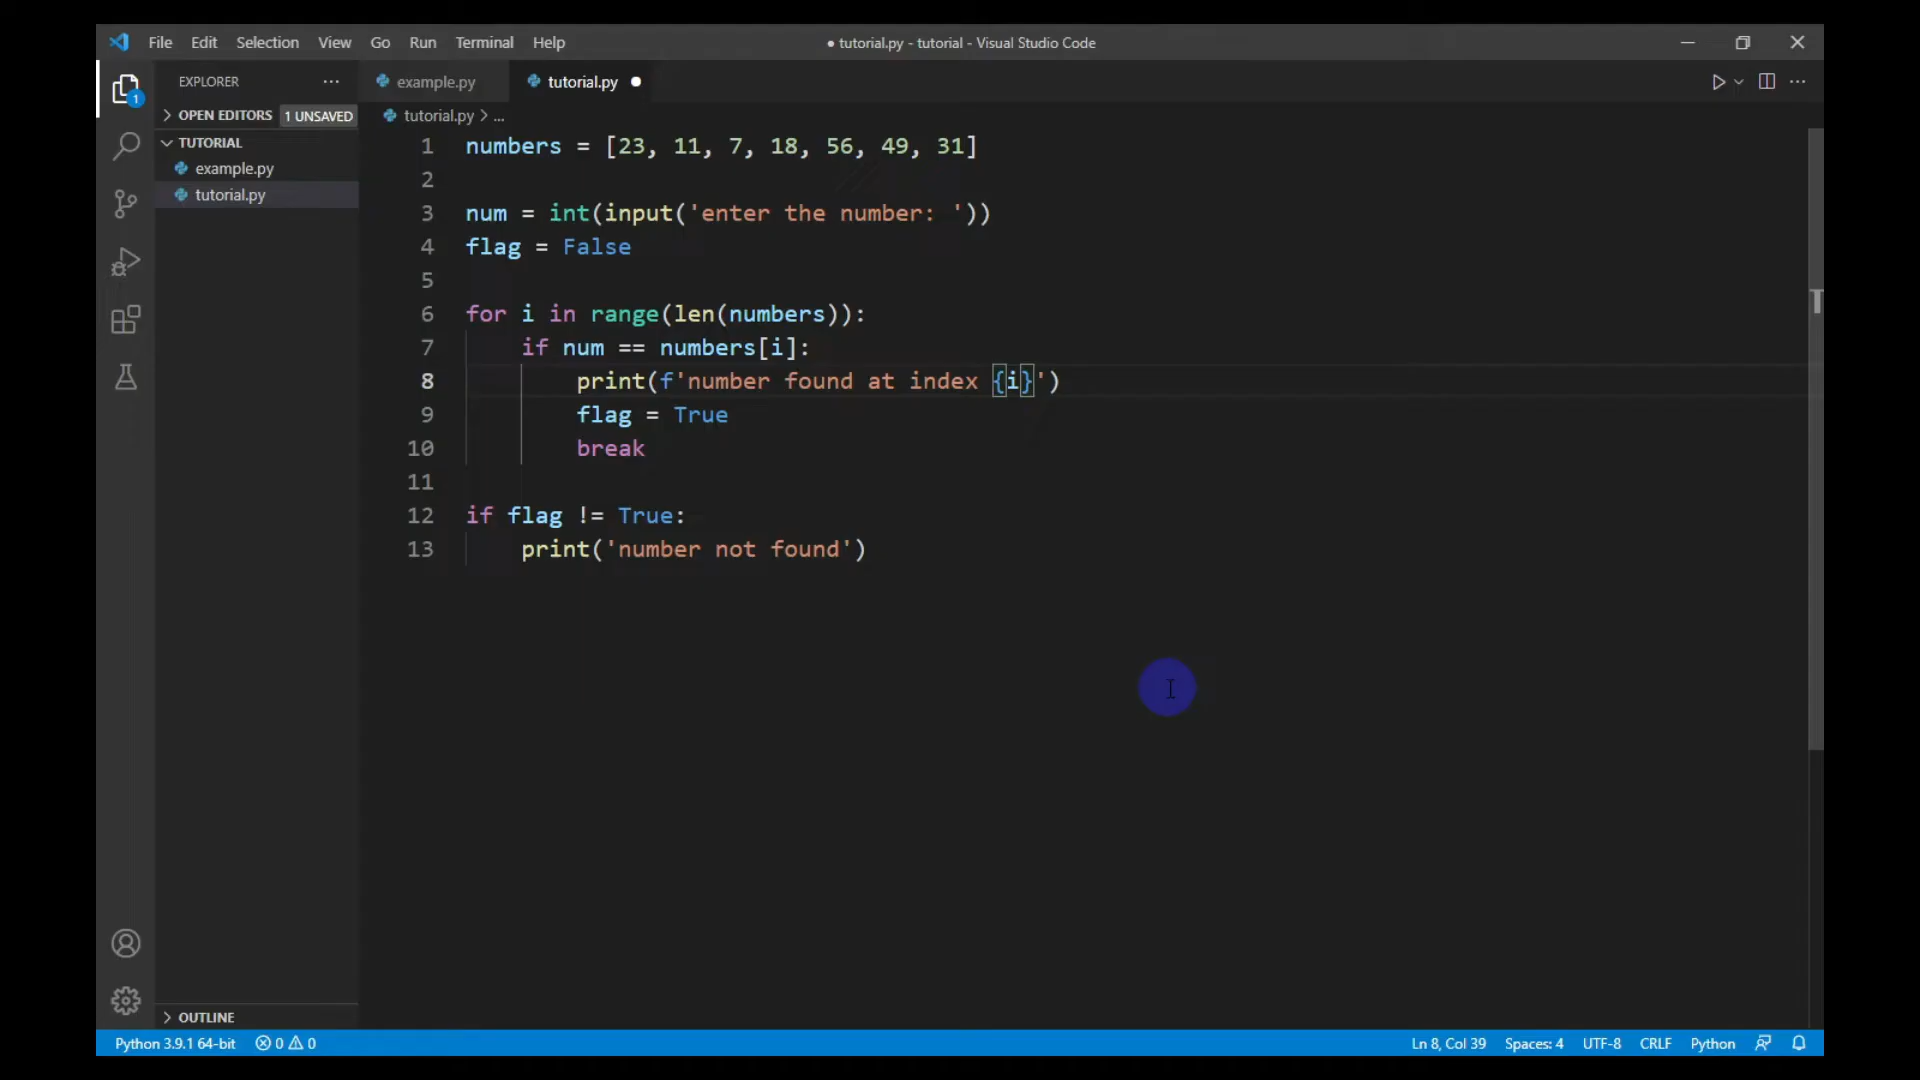 File Edit Selection View Go Run Terminal Help
● tutorial.py - tutorial - Visual Studio Code
EXPLORER
example.py
tutorial.py
OPEN EDITORS
1 UNSAVED
tutorial.py > ...
TUTORIAL
example.py
tutorial.py
1
1 numbers = [23, 11, 7, 18, 56, 49, 31]
2
3 num = int(input('enter the number: '))
4 flag = False
5
6 for i in range(len(numbers)):
7     if num == numbers[i]:
8         print(f'number found at index {i}')
9         flag = True
10         break
11
12 if flag != True:
13     print('number not found')
OUTLINE
Python 3.9.1 64-bit 0 0 Ln 8, Col 39 Spaces: 4 UTF-8 CRLF Python